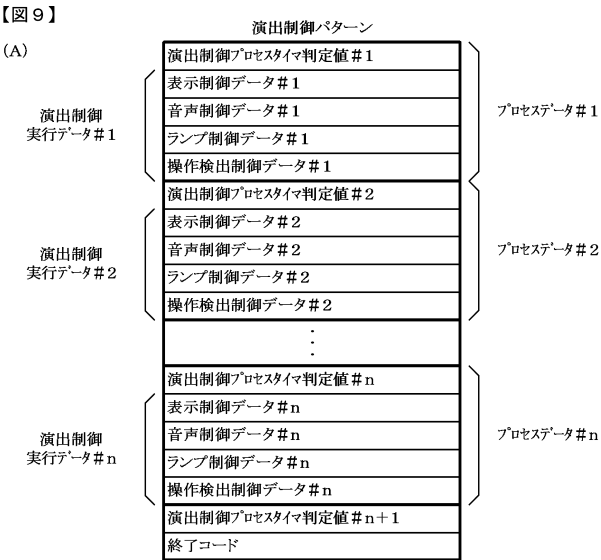 【図9】
演出制御パターン
(A)
演出制御プロセスタイマ判定値#1
表示制御データ#1
音声制御データ#1
ランプ制御データ#1
操作検出制御データ#1
演出制御
実行データ#1
プロセスデータ#1
演出制御プロセスタイマ判定値#2
表示制御データ#2
音声制御データ#2
ランプ制御データ#2
操作検出制御データ#2
演出制御
実行データ#2
プロセスデータ#2
演出制御プロセスタイマ判定値#n
表示制御データ#n
音声制御データ#n
ランプ制御データ#n
操作検出制御データ#n
演出制御
実行データ#n
プロセスデータ#n
演出制御プロセスタイマ判定値#n+1
終了コード